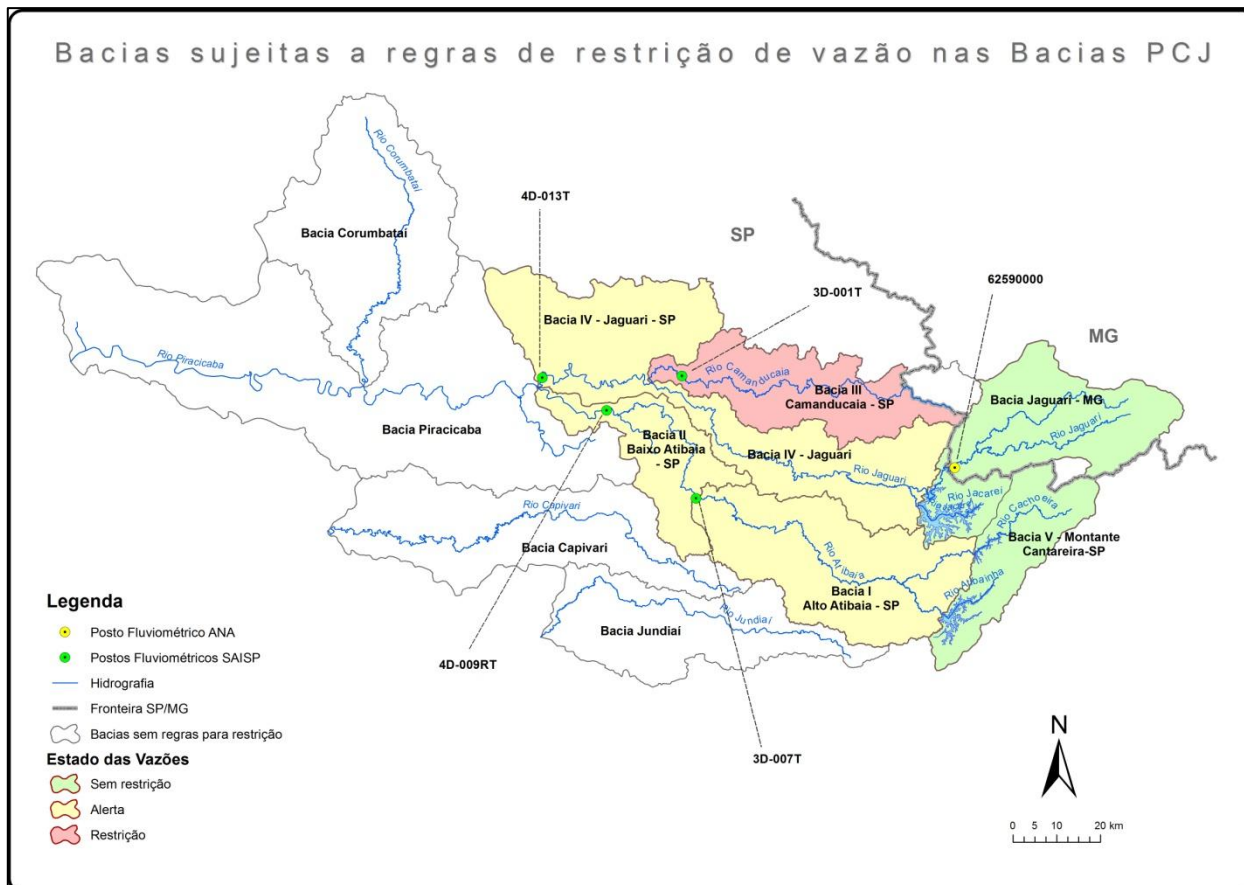 Bacias sujeitas a regras de restrição de vazão nas Bacias PCJ
Rio Corumbataí
Bacia Corumbataí
4D-013T
SP
3D-001T
62590000
MG
Bacia IV - Jaguari - SP
Rio Piracicaba
Rio Camanducaia
Bacia III
Camanducaia - SP
Bacia Jaguari - MG
Rio Jaguari
Bacia Piracicaba
Bacia II
Baixo Atibaia
- SP
Bacia IV - Jaguari
Rio Jaguari
Rio Jacareí
Rio Cachoeira
Rio Capivari
Bacia V - Montante
Cantareira-SP
Bacia Capivari
Rio Atibaia
Rio Atibainha
Bacia I
Alto Atibaia - SP
Rio Jundiaí
Bacia Jundiaí
4D-009RT
3D-007T
Legenda
Posto Fluviométrico ANA
Postos Fluviométricos SAISP
Hidrografia
Fronteira SP/MG
Bacias sem regras para restrição
Estado das Vazões
Sem restrição
Alerta
Restrição
N
0 5 10 20 km